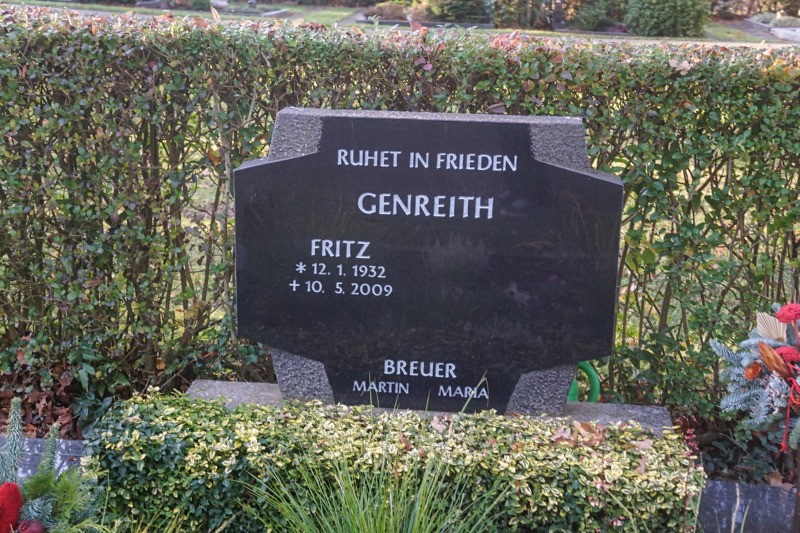 RUHET IN FRIEDEN
GENREITH
FRITZ
* 12. 1. 1932
+ 10. 5. 2009
BREUER
MARTIN MARIA